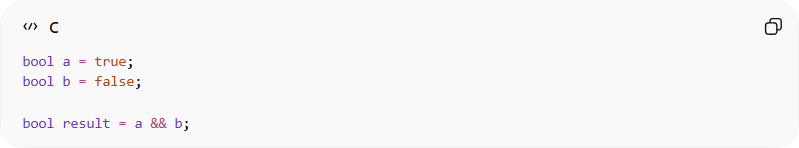 C
bool a = true;
bool b = false;
bool result = a && b;